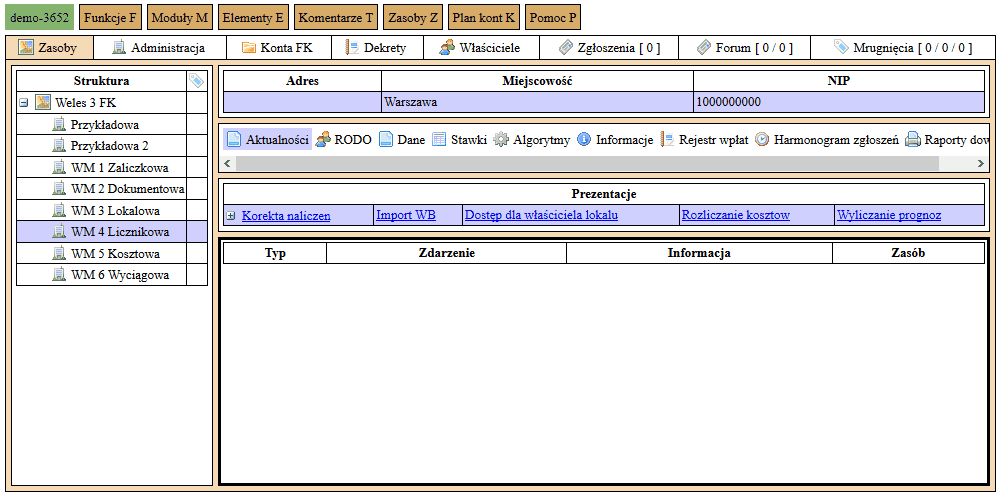 demo-3652 Funkcje F Moduły M Elementy E Komentarze T Zasoby Z Plan kont K Pomoc P
Zasoby Administracja Konta FK Dekrety Właściciele Zgłoszenia [ 0 ] Forum [ 0 / 0 ] Mrugnięcia [ 0 / 0 / 0 ]
Struktura
Weles 3 FK
Przykładowa
Przykładowa 2
WM 1 Zaliczkowa
WM 2 Dokumentowa
WM 3 Lokalowa
WM 4 Licznikowa
WM 5 Kosztowa
WM 6 Wyciągowa
Adres Miejscowość NIP
Warszawa 1000000000
Aktualności RODO Dane Stawki Algorytmy Informacje Rejestr wpłat Harmonogram zgłoszeń Raporty dow
Prezentacje
Korekta naliczen Import WB Dostęp dla właściciela lokalu Rozliczanie kosztow Wyliczanie prognoz
Typ Zdarzenie Informacja Zasób